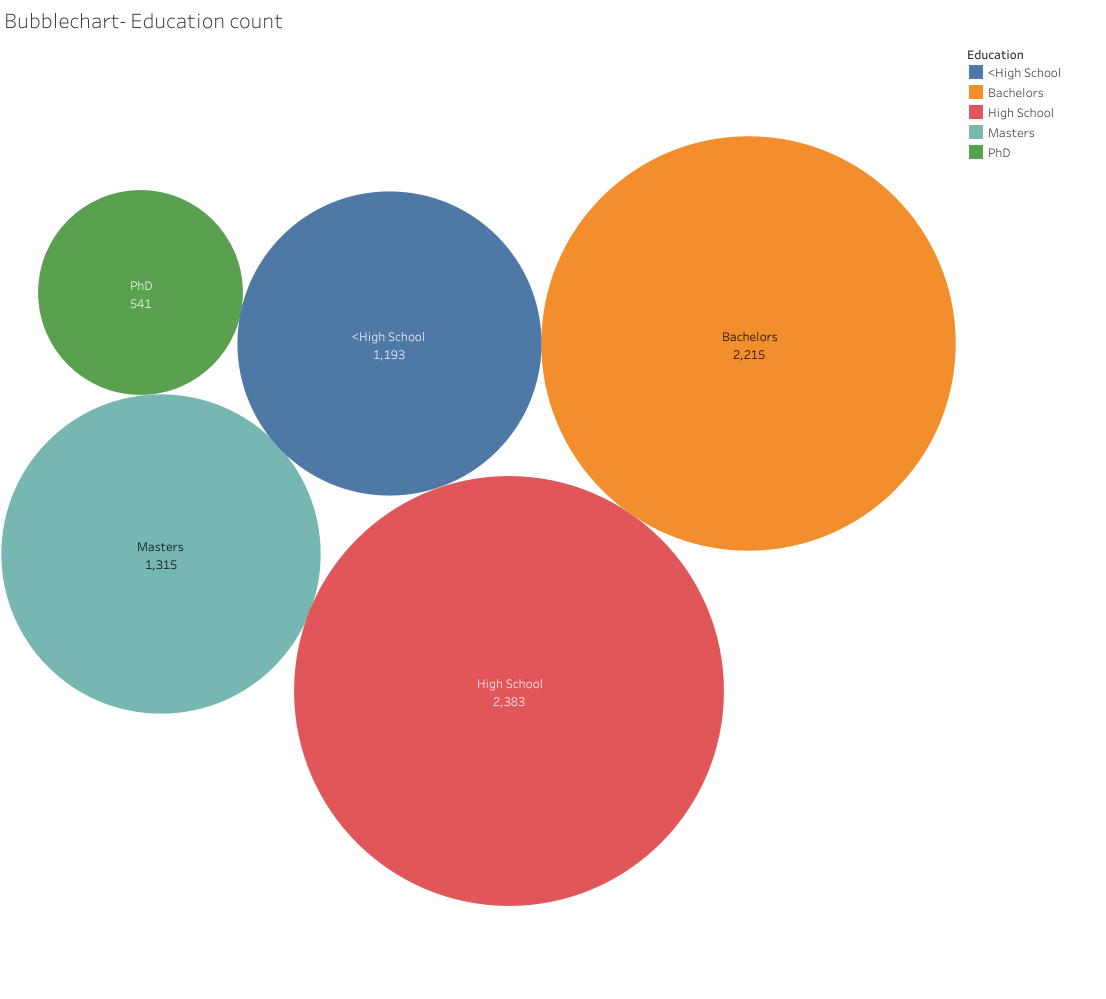 Bubblechart- Education count
Education
<High School
Bachelors
High School
Masters
PhD
PhD
541
<High School
1,193
Bachelors
2,215
Masters
1,315
High School
2,383